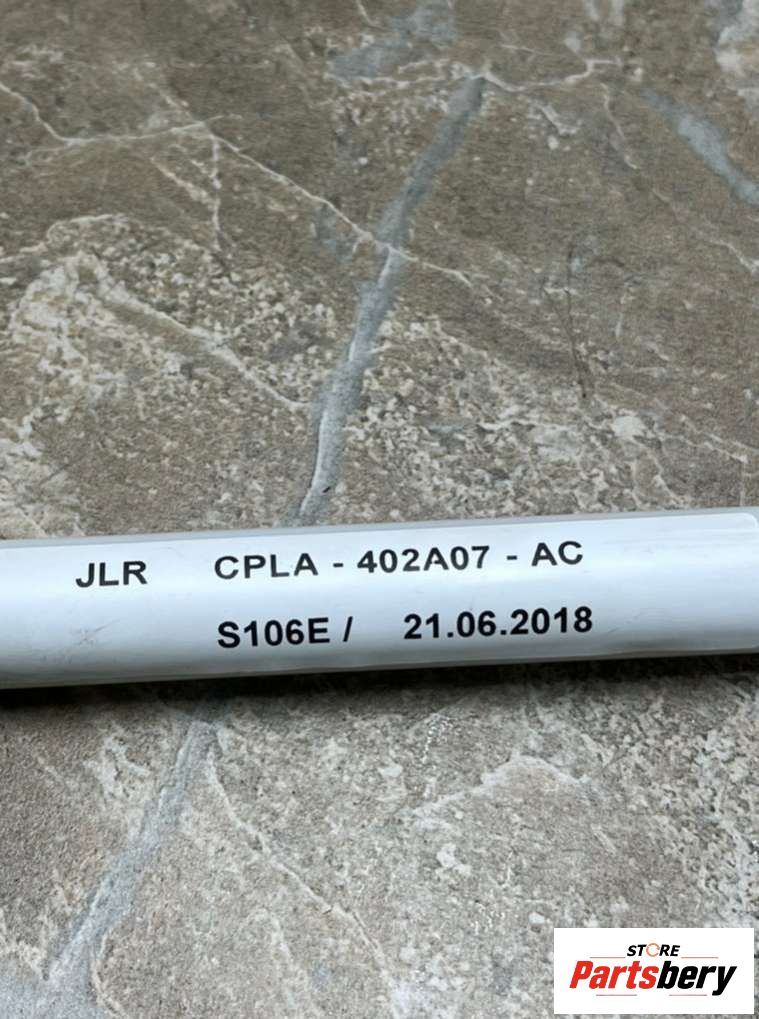 JLR CPLA - 402A07 - AC
S106E / 21.06.2018
STORE
Partsbery